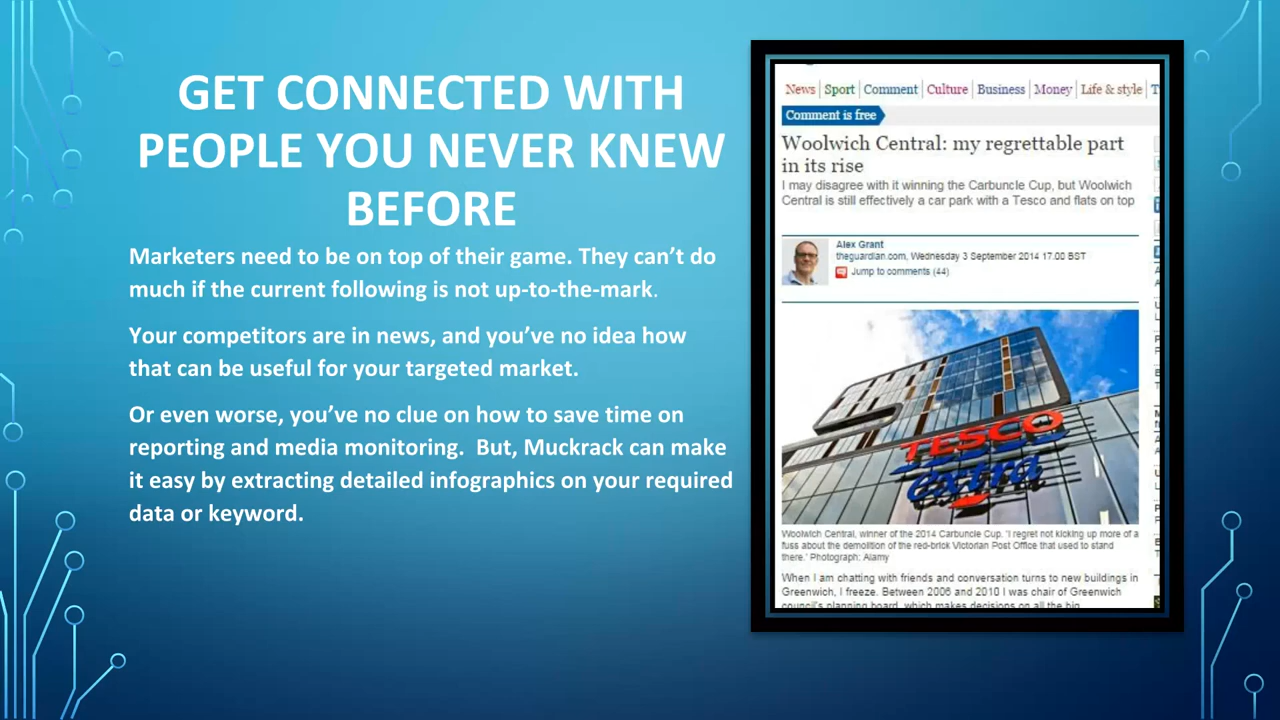 GET CONNECTED WITH
PEOPLE YOU NEVER KNEW
BEFORE
Marketers need to be on top of their game. They can’t do
much if the current following is not up-to-the-mark.
Your competitors are in news, and you’ve no idea how
that can be useful for your targeted market.
Or even worse, you’ve no clue on how to save time on
reporting and media monitoring.  But, Muckrack can make
it easy by extracting detailed infographics on your required
data or keyword.
News | Sport | Comment | Culture | Business | Money | Life & style | T
Comment is free
Woolwich Central: my regrettable part
in its rise
I may disagree with it winning the Carbuncle Cup, but Woolwich
Central is still effectively a car park with a Tesco and flats on top
Alex Grant
theguardian.com, Wednesday 3 September 2014 17.00 BST
Jump to comments (44)
TESCO
extra
Woolwich Central, winner of the 2014 Carbuncle Cup. 'I regret not kicking up more of a
fuss about the demolition of the red-brick Victorian Post Office that used to stand
there.' Photograph: Alamy
When I am chatting with friends and conversation turns to new buildings in
Greenwich, I freeze. Between 2006 and 2010 I was chair of Greenwich
council's planning board, which makes decisions on all the big